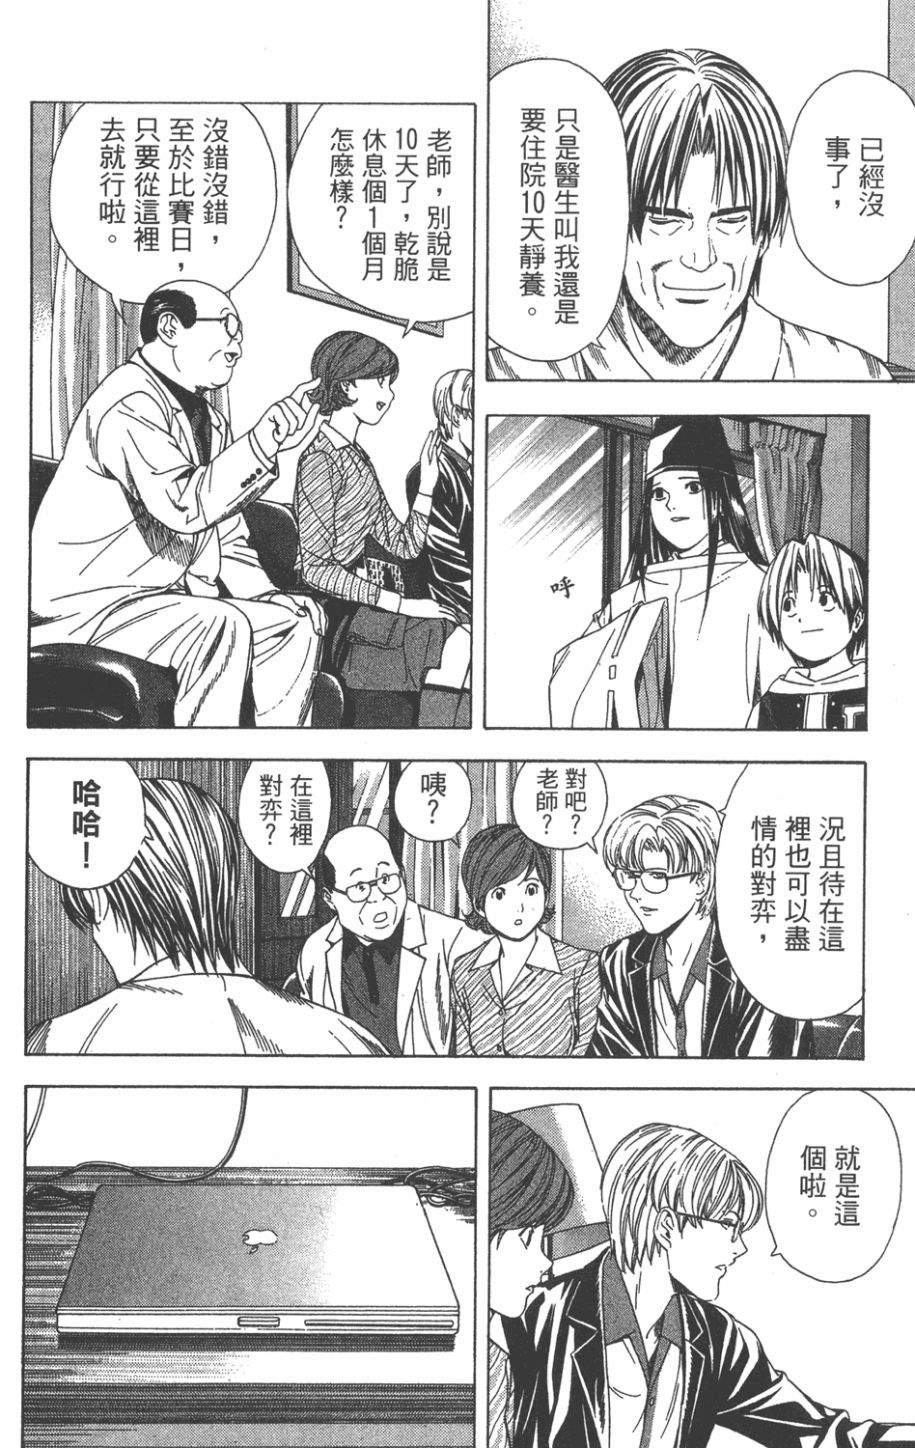 已經沒
事了，
只是醫生叫我還是
要住院10天靜養。
老師，別說是
10天了，乾脆
休息個1個月
怎麼樣？
沒錯沒錯，
至於比賽日，
只要從這裡
去就行啦。
呼
況且待在這
裡也可以盡
情的對弈，
對吧？
老師？
咦？
在這裡
對弈？
哈哈！
就是這
個啦。